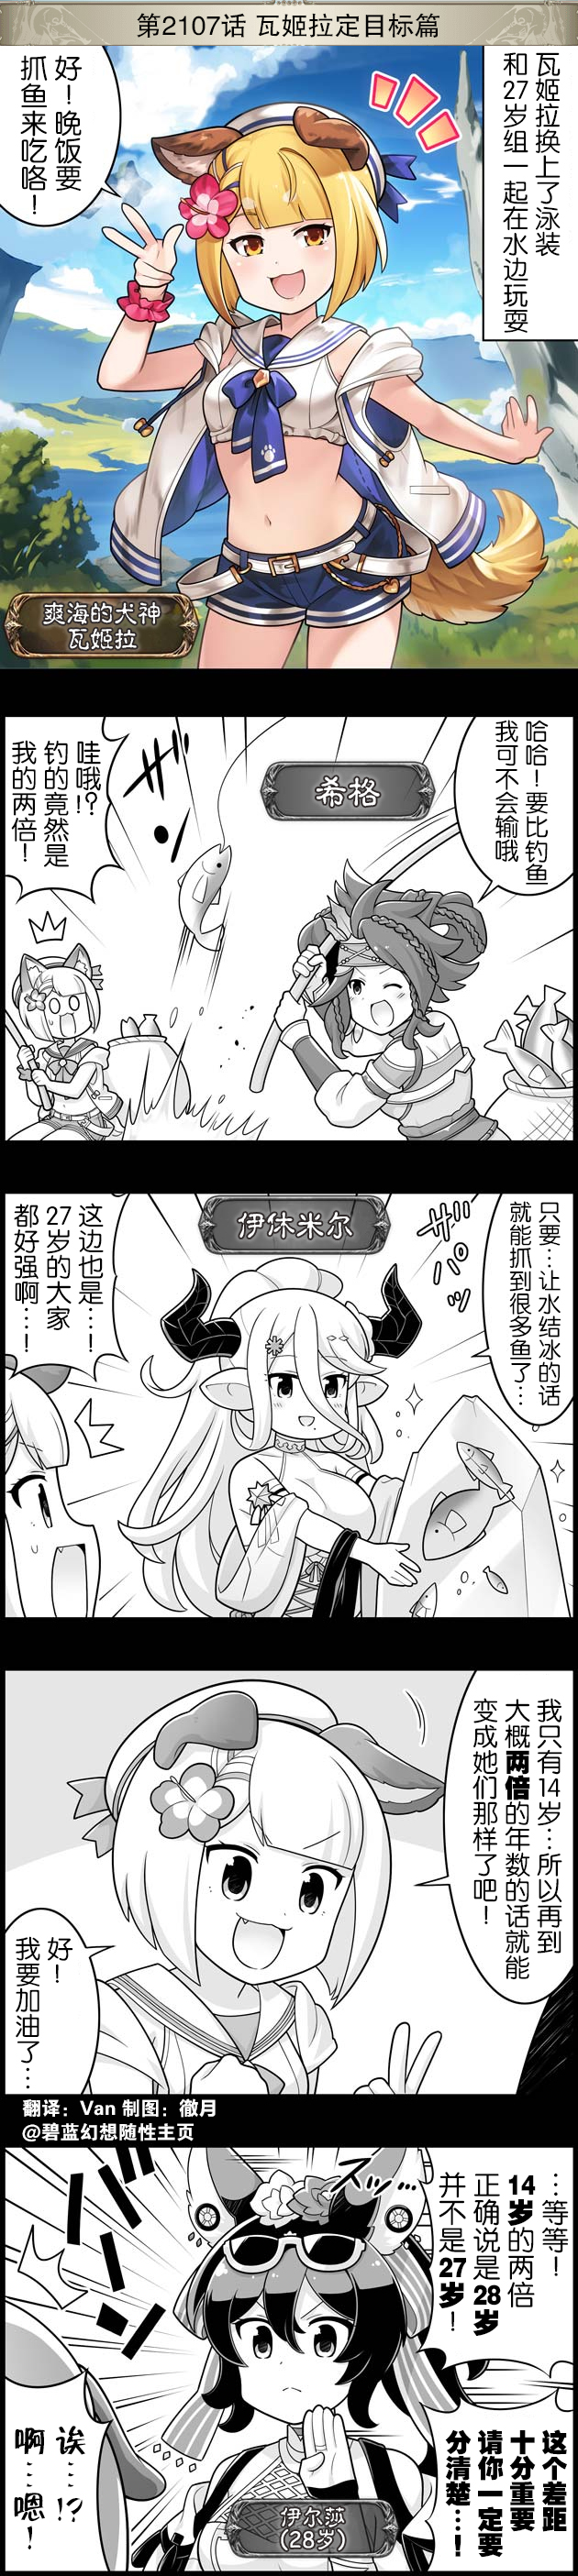 第2107话 瓦姬拉定目标篇
瓦姬拉换上了泳装
和27岁组一起在水边玩耍
好！晚饭要
抓鱼来吃咯！
爽海的犬神
瓦姬拉
哈哈！要比钓鱼
我可不会输哦
希格
哇哦!?
钓的竟然是
我的两倍！
只要…让水结冰的话
就能抓到很多鱼了…
伊休米尔
这边也是…！
27岁的大家
都好强啊…！
我只有14岁…所以再到
大概两倍的年数的话就能
变成她们那样了吧！
好！
我要加油了…
翻译：Van 制图：徹月
@碧蓝幻想随性主页
…等等！
14岁的两倍
正确说是28岁
并不是27岁！
スッ…
这个差距
十分重要
请你一定要
分清楚…！
诶…!?
啊…嗯！
伊尔莎
(28岁)